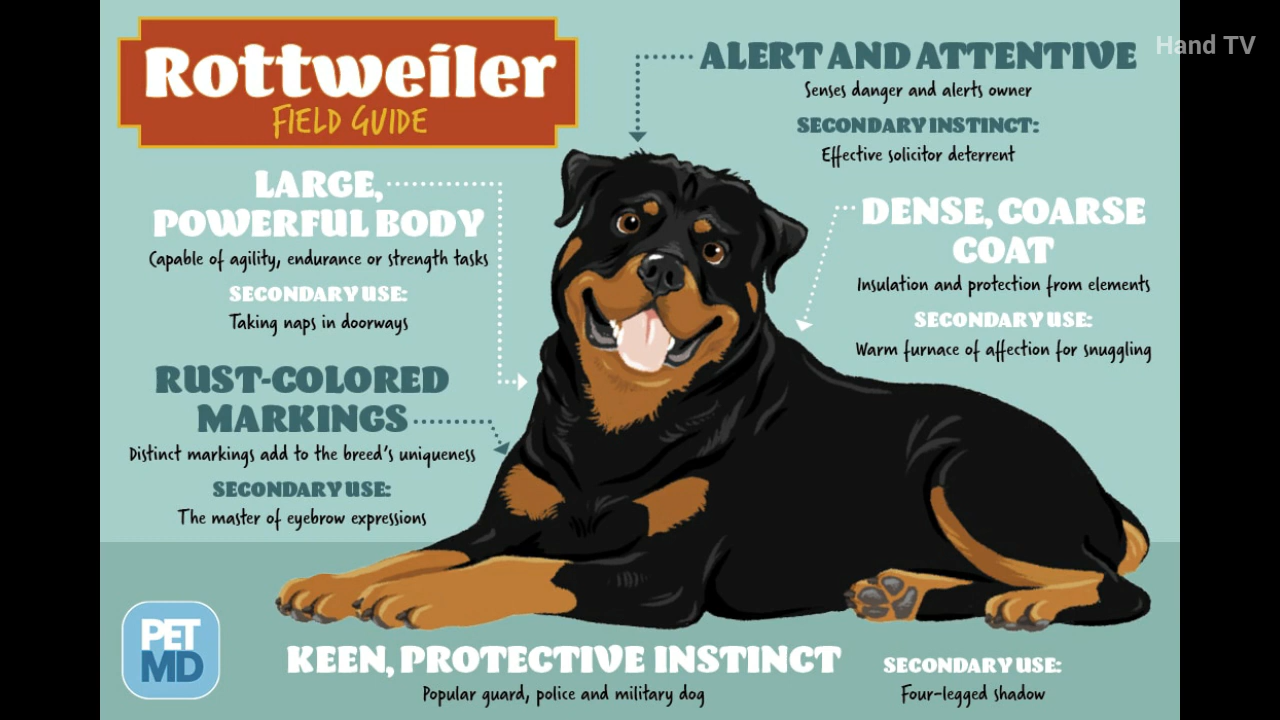 Rottweiler
FIELD GUIDE
LARGE,
POWERFUL BODY
Capable of agility, endurance or strength tasks
SECONDARY USE:
Taking naps in doorways
RUST-COLORED
MARKINGS
Distinct markings add to the breed's uniqueness
SECONDARY USE:
The master of eyebrow expressions
ALERT AND ATTENTIVE
Senses danger and alerts owner
SECONDARY INSTINCT:
Effective solicitor deterrent
Hand TV
DENSE, COARSE
COAT
Insulation and protection from elements
SECONDARY USE:
Warm furnace of affection for snuggling
PET
MD
KEEN, PROTECTIVE INSTINCT
Popular guard, police and military dog
SECONDARY USE:
Four-legged shadow